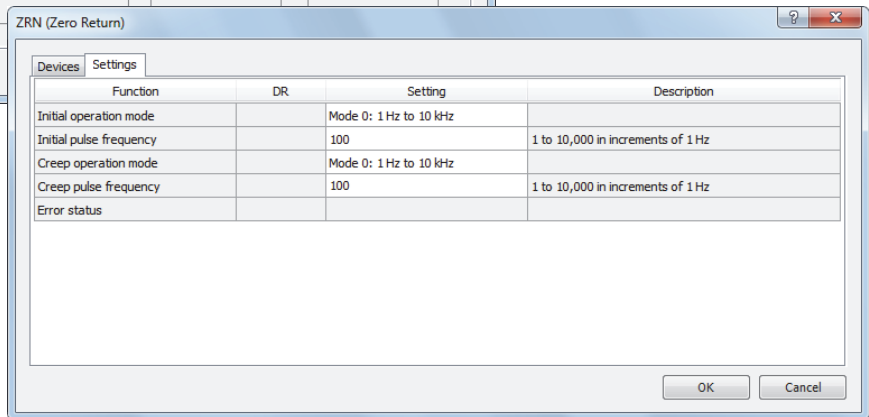 ZRN (Zero Return)
Devices Settings
Function DR Setting Description
Initial operation mode Mode 0: 1 Hz to 10 kHz
Initial pulse frequency 100 1 to 10,000 in increments of 1 Hz
Creep operation mode Mode 0: 1 Hz to 10 kHz
Creep pulse frequency 100 1 to 10,000 in increments of 1 Hz
Error status
OK Cancel